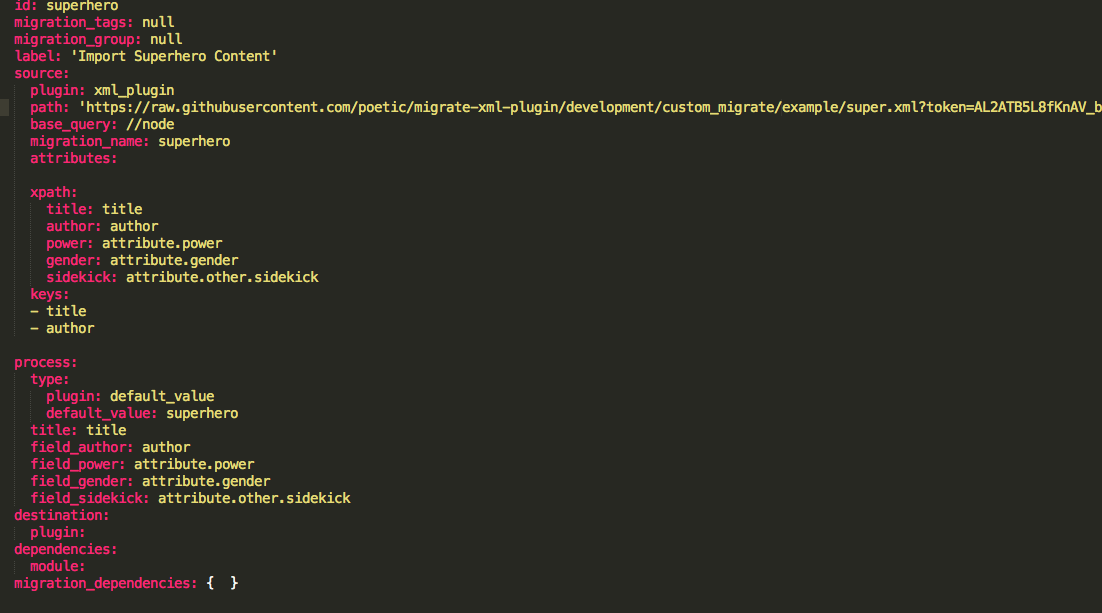 id: superhero
migration_tags: null
migration_group: null
label: 'Import Superhero Content'
source:
  plugin: xml_plugin
  path: 'https://raw.githubusercontent.com/poetic/migrate-xml-plugin/development/custom_migrate/example/super.xml?token=AL2ATB5L8fKnAV_b
  base_query: //node
  migration_name: superhero
  attributes:
  xpath:
    title: title
    author: author
    power: attribute.power
    gender: attribute.gender
    sidekick: attribute.other.sidekick
  keys:
  - title
  - author
process:
  type:
    plugin: default_value
    default_value: superhero
  title: title
  field_author: author
  field_power: attribute.power
  field_gender: attribute.gender
  field_sidekick: attribute.other.sidekick
destination:
  plugin:
dependencies:
  module:
migration_dependencies: {  }